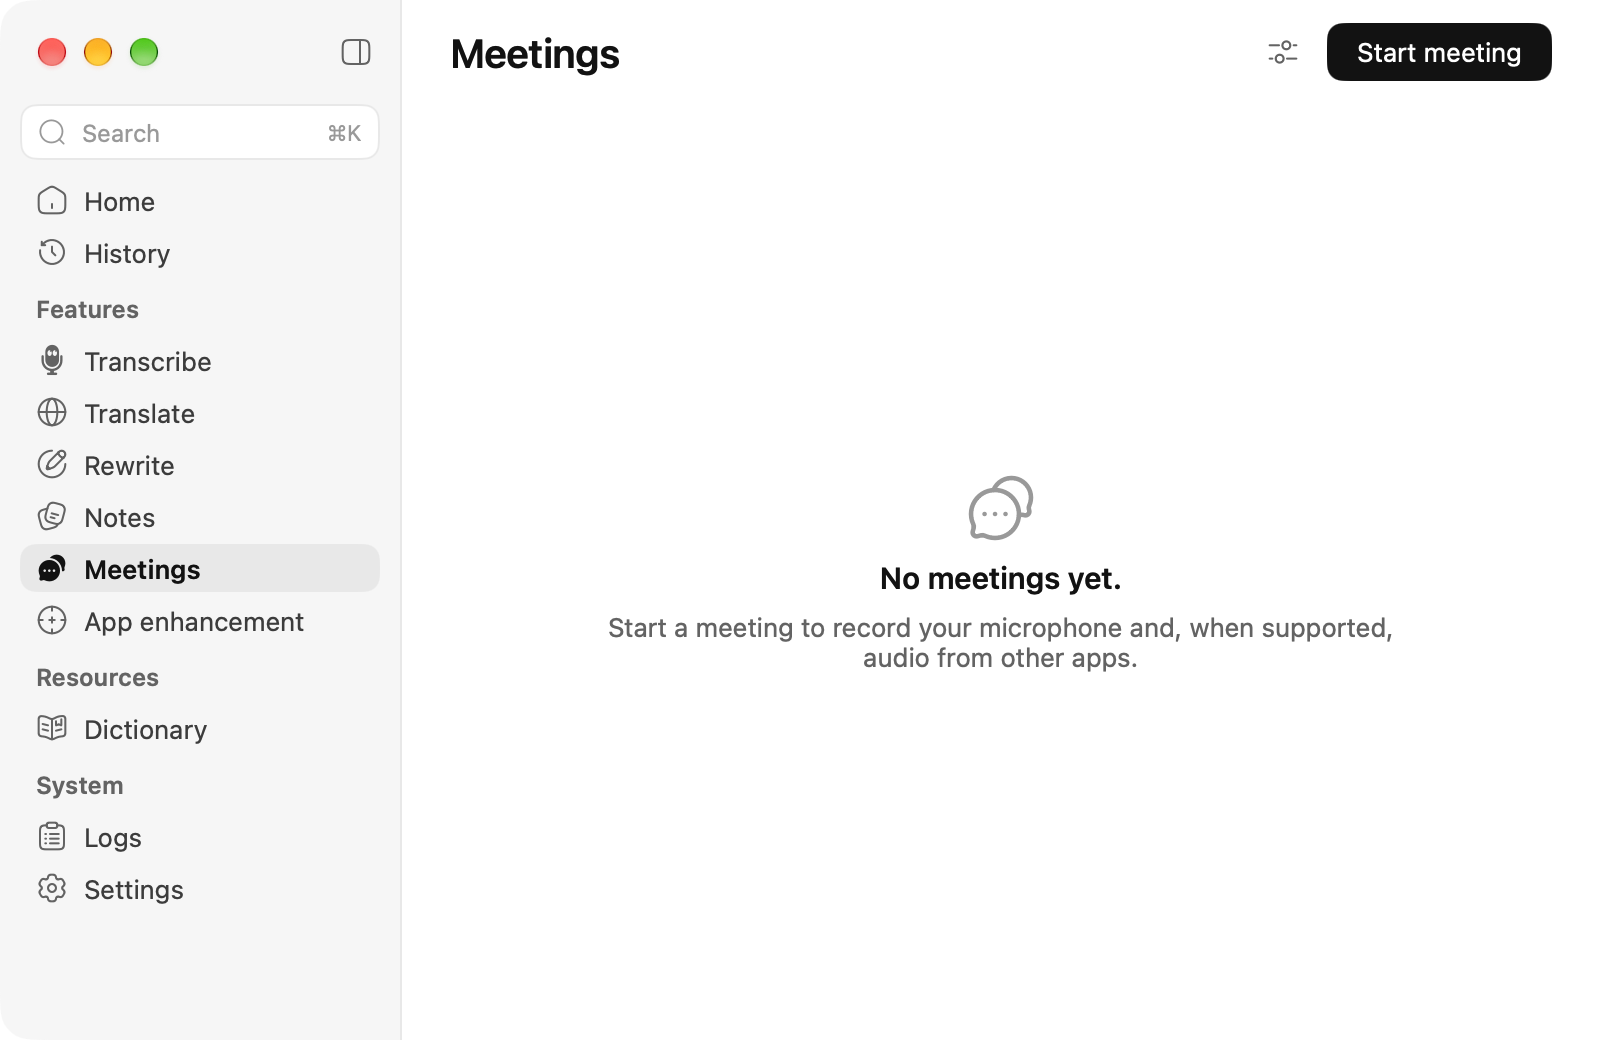 Meetings
Start meeting
Search
⌘K
Home
History
Features
Transcribe
Translate
Rewrite
Notes
Meetings
App enhancement
Resources
Dictionary
System
Logs
Settings
No meetings yet.
Start a meeting to record your microphone and, when supported,
audio from other apps.